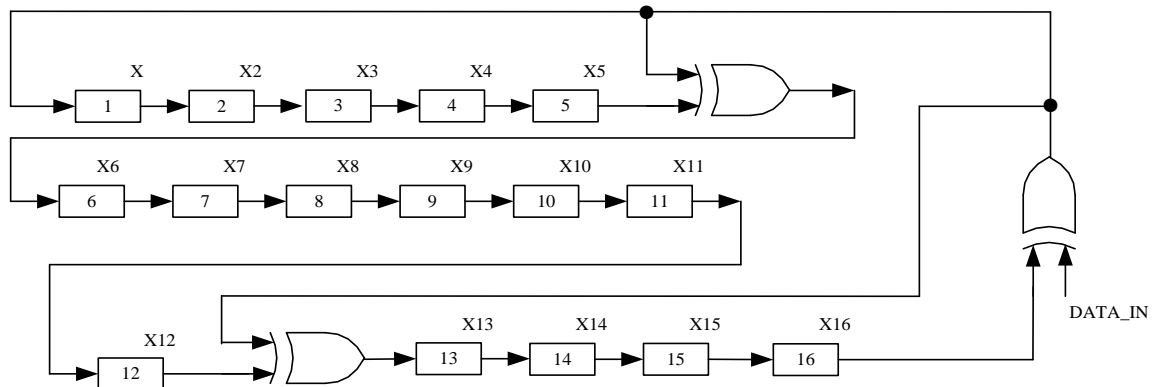 X X2 X3 X4 X5
1 2 3 4 5
X6 X7 X8 X9 X10 X11
6 7 8 9 10 11
DATA_IN
X12 X13 X14 X15 X16
12 13 14 15 16